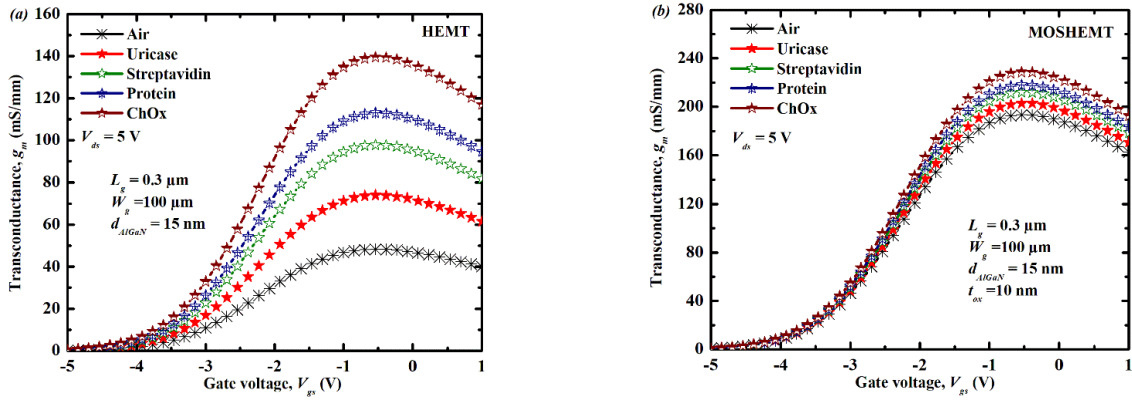 (a)
HEMT
Air
Uricase
Streptavidin
Protein
ChOx
V_ds = 5 V
L_g = 0.3 µm
W_g =100 µm
d_AlGaN = 15 nm
Transconductance, g_m (mS/mm)
160
140
120
100
80
60
40
20
0
-5 -4 -3 -2 -1 0 1
Gate voltage, V_gs (V)
(b)
MOSHEMT
Air
Uricase
Streptavidin
Protein
ChOx
V_ds = 5 V
L_g = 0.3 µm
W_g =100 µm
d_AlGaN = 15 nm
t_ox =10 nm
Transconductance, g_m (mS/mm)
280
240
200
160
120
80
40
0
-5 -4 -3 -2 -1 0 1
Gate voltage, V_gs (V)